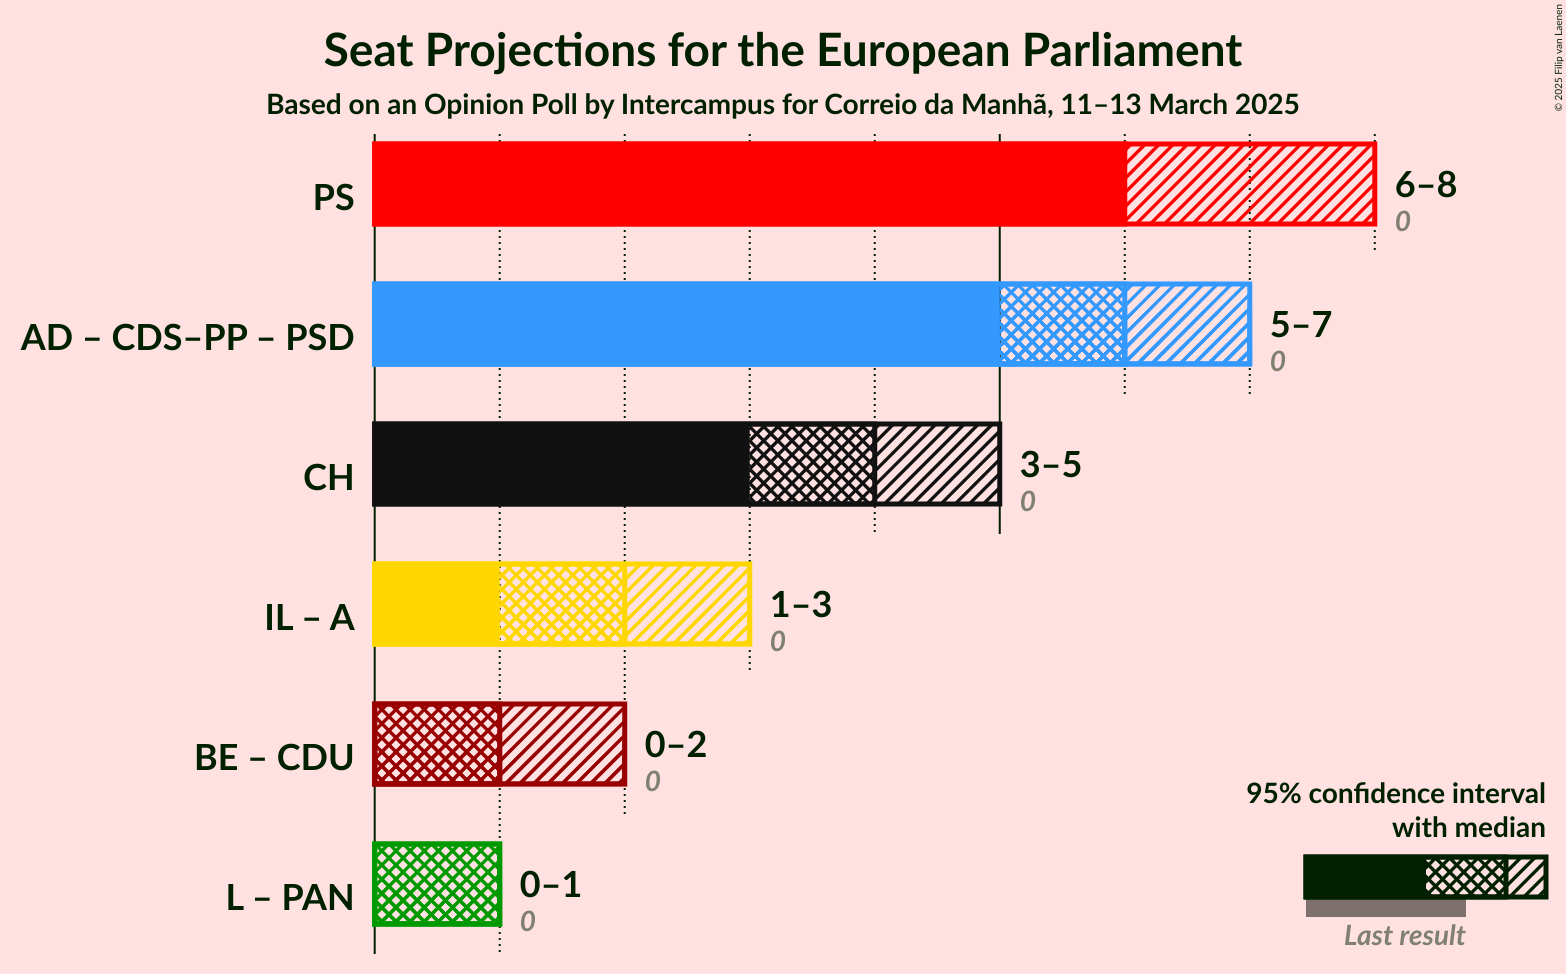 Seat Projections for the European Parliament
Based on an Opinion Poll by Intercampus for Correio da Manhã, 11–13 March 2025
© 2025 Filip van Laenen
PS
6–8
0
AD – CDS–PP – PSD
5–7
0
CH
3–5
0
IL – A
1–3
0
BE – CDU
0–2
0
L – PAN
0–1
0
95% confidence interval
with median
Last result